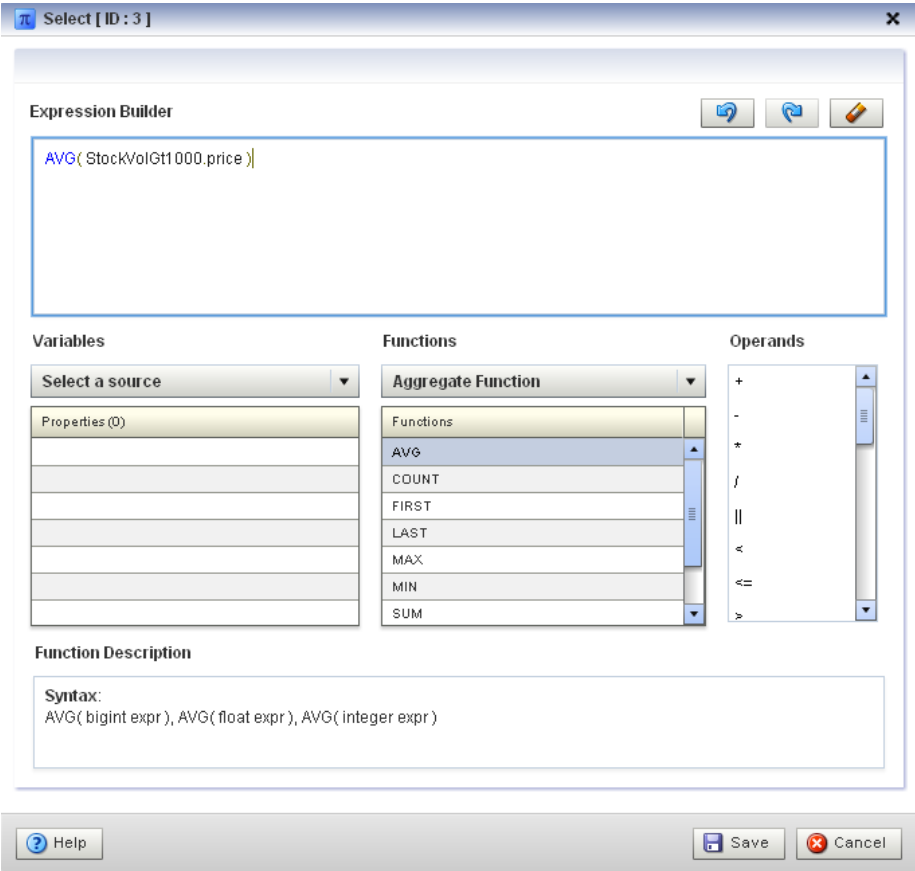 π Select [ ID : 3 ]
Expression Builder
AVG( StockVolGt1000.price )
Variables Functions Operands
Select a source Aggregate Function
Properties (0) Functions
AVG
COUNT
FIRST
LAST
MAX
MIN
SUM
+
-
*
/
||
<
<=
>
Function Description
Syntax:
AVG( bigint expr ), AVG( float expr ), AVG( integer expr )
? Help Save Cancel